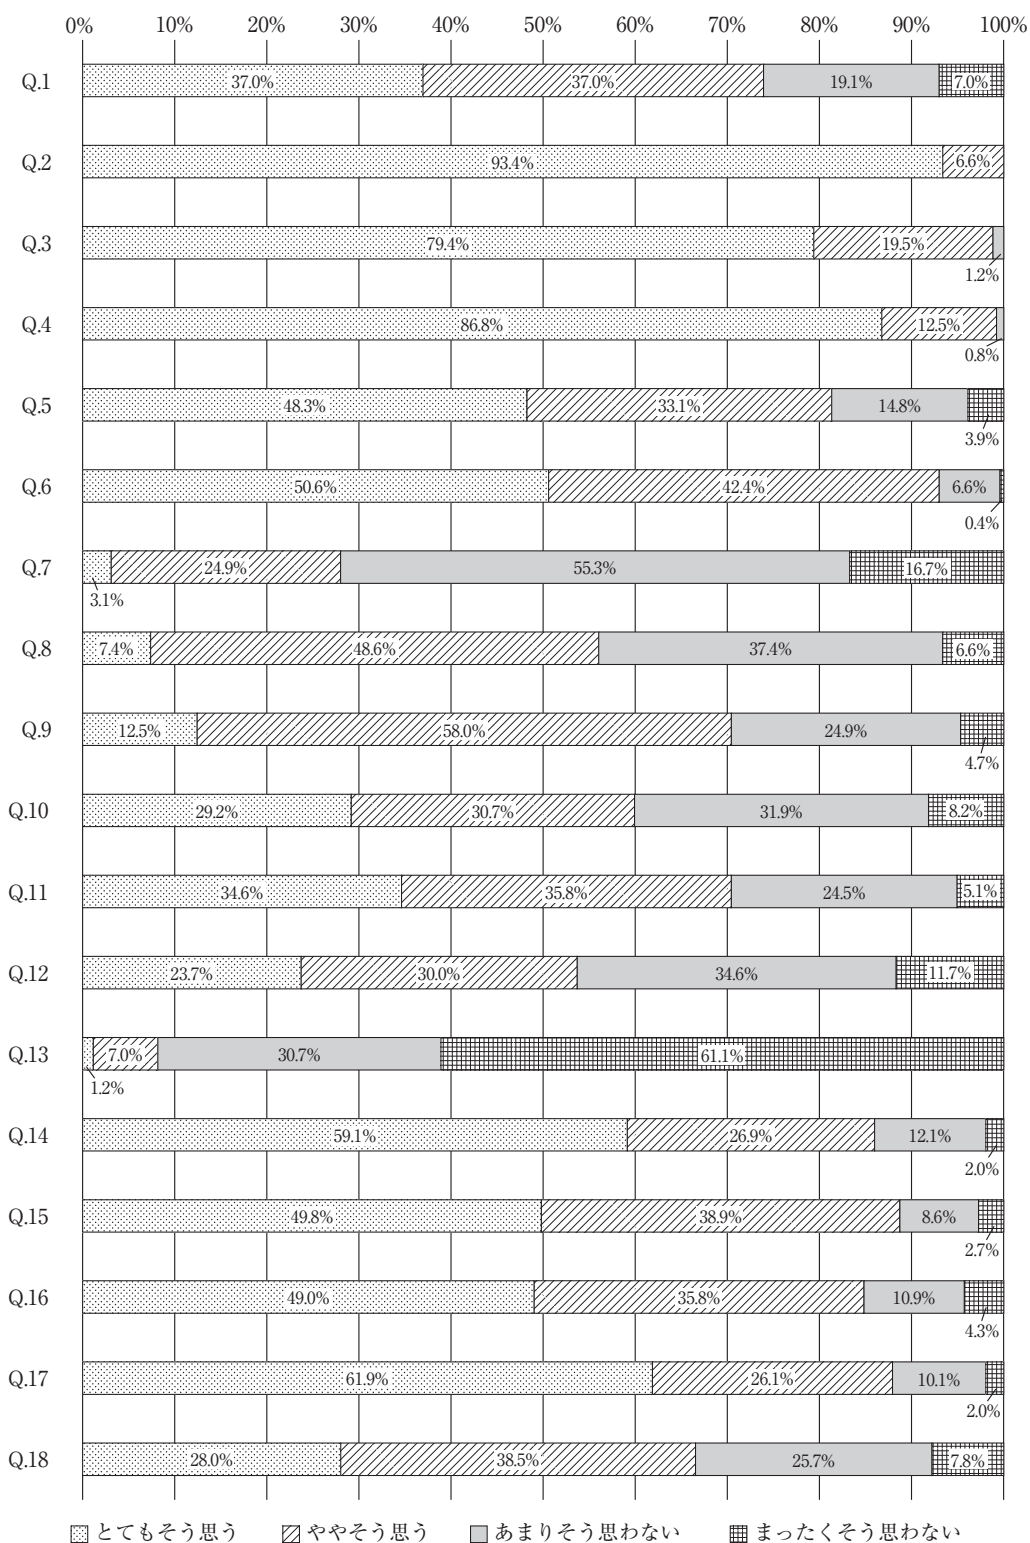 0% 10% 20% 30% 40% 50% 60% 70% 80% 90% 100%
Q.1 37.0% 37.0% 19.1% 7.0%
Q.2 93.4% 6.6%
Q.3 79.4% 19.5%
1.2%
Q.4 86.8% 12.5%
0.8%
Q.5 48.3% 33.1% 14.8%
3.9%
Q.6 50.6% 42.4% 6.6%
0.4%
Q.7 24.9% 55.3% 16.7%
3.1%
Q.8 7.4% 48.6% 37.4% 6.6%
Q.9 12.5% 58.0% 24.9%
4.7%
Q.10 29.2% 30.7% 31.9% 8.2%
Q.11 34.6% 35.8% 24.5% 5.1%
Q.12 23.7% 30.0% 34.6% 11.7%
Q.13 7.0% 30.7% 61.1%
1.2%
Q.14 59.1% 26.9% 12.1%
2.0%
Q.15 49.8% 38.9% 8.6%
2.7%
Q.16 49.0% 35.8% 10.9%
4.3%
Q.17 61.9% 26.1% 10.1%
2.0%
Q.18 28.0% 38.5% 25.7% 7.8%
とてもそう思う ややそう思う あまりそう思わない まったくそう思わない